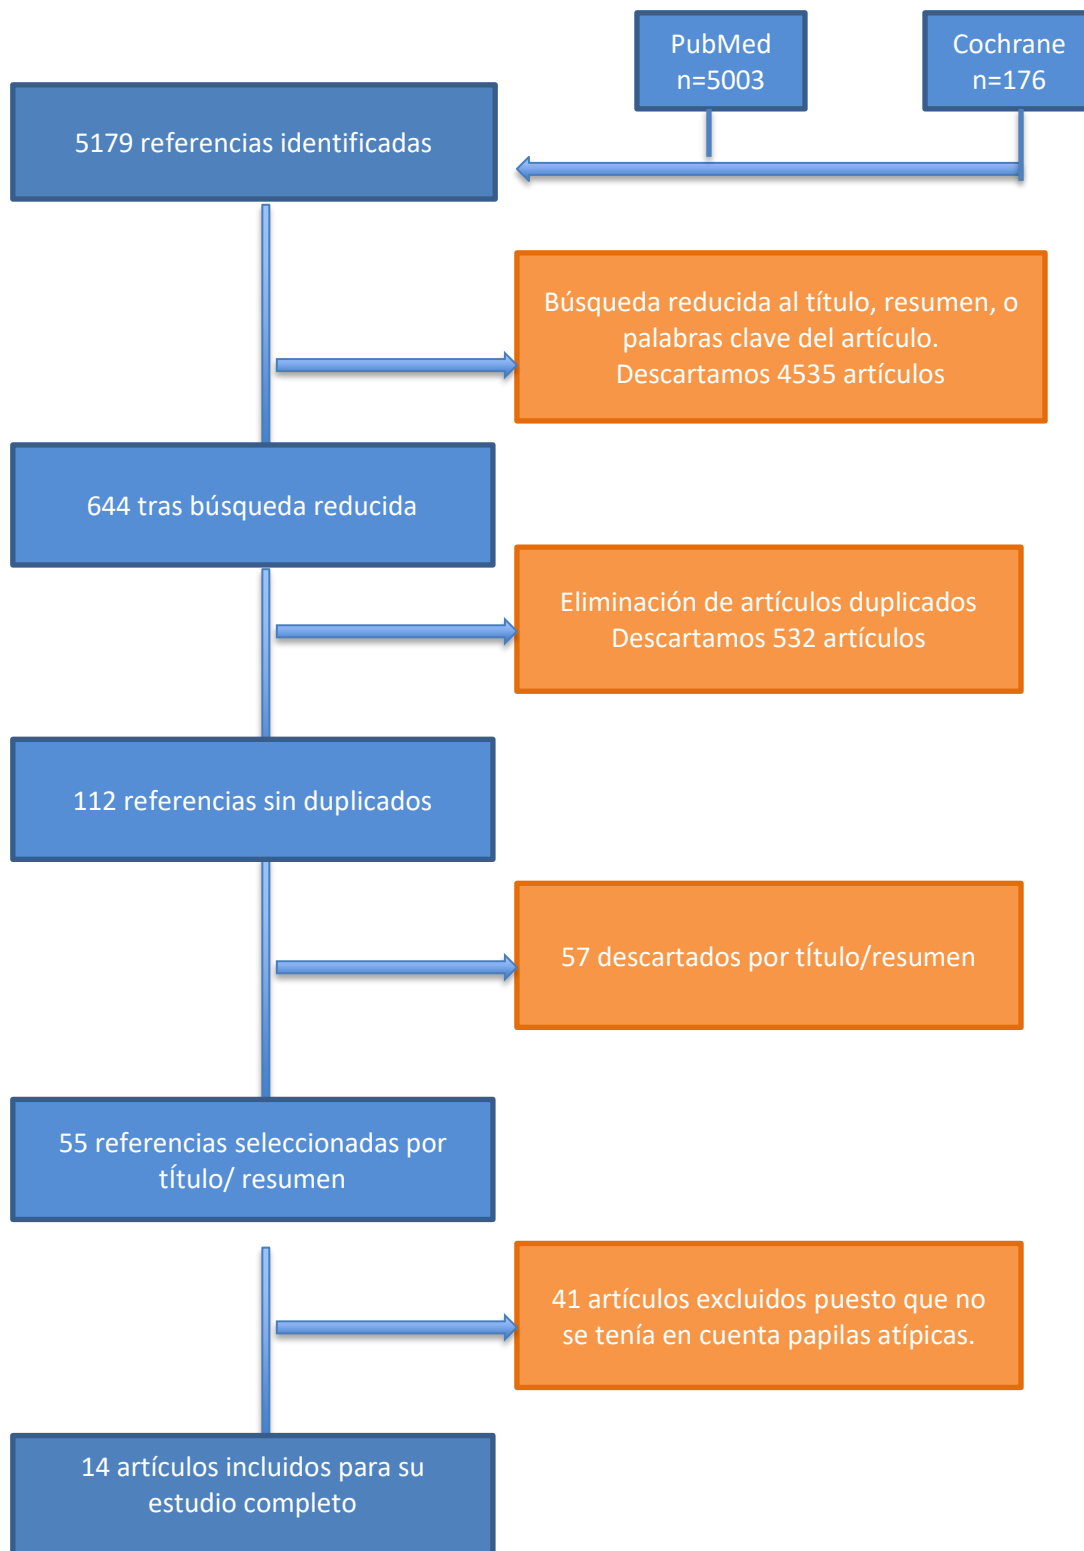 PubMed
n=5003
Cochrane
n=176
5179 referencias identificadas
Búsqueda reducida al título, resumen, o
palabras clave del artículo.
Descartamos 4535 artículos
644 tras búsqueda reducida
Eliminación de artículos duplicados
Descartamos 532 artículos
112 referencias sin duplicados
57 descartados por tÍtulo/resumen
55 referencias seleccionadas por
tÍtulo/ resumen
41 artículos excluidos puesto que no
se tenía en cuenta papilas atípicas.
14 artículos incluidos para su
estudio completo